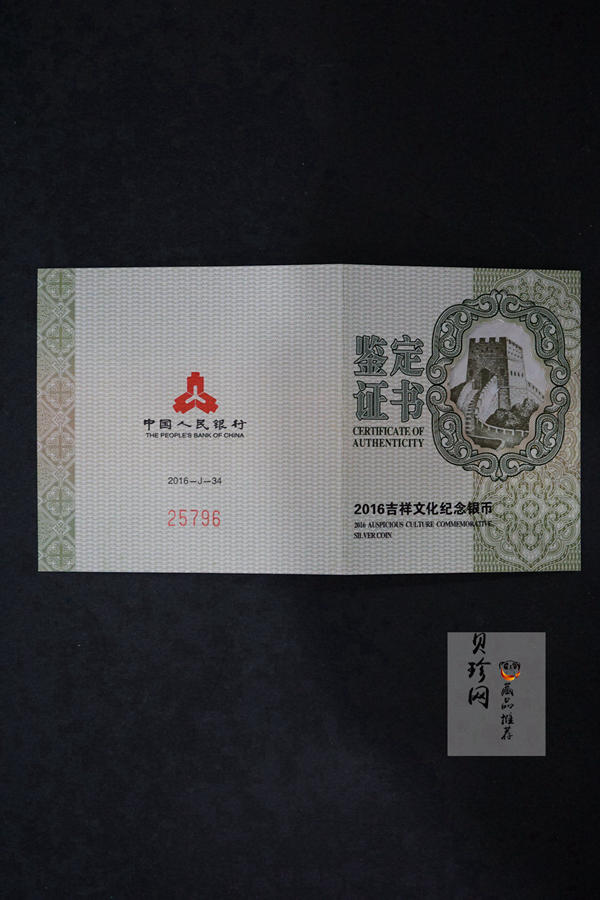 中国人民银行
THE PEOPLE'S BANK OF CHINA
2016-J-34
25796
鉴定
证书
CERTIFICATE OF
AUTHENTICITY
2016吉祥文化纪念银币
2016 AUSPICIOUS CULTURE COMMEMORATIVE
SILVER COIN
贝珍网
藏品推荐